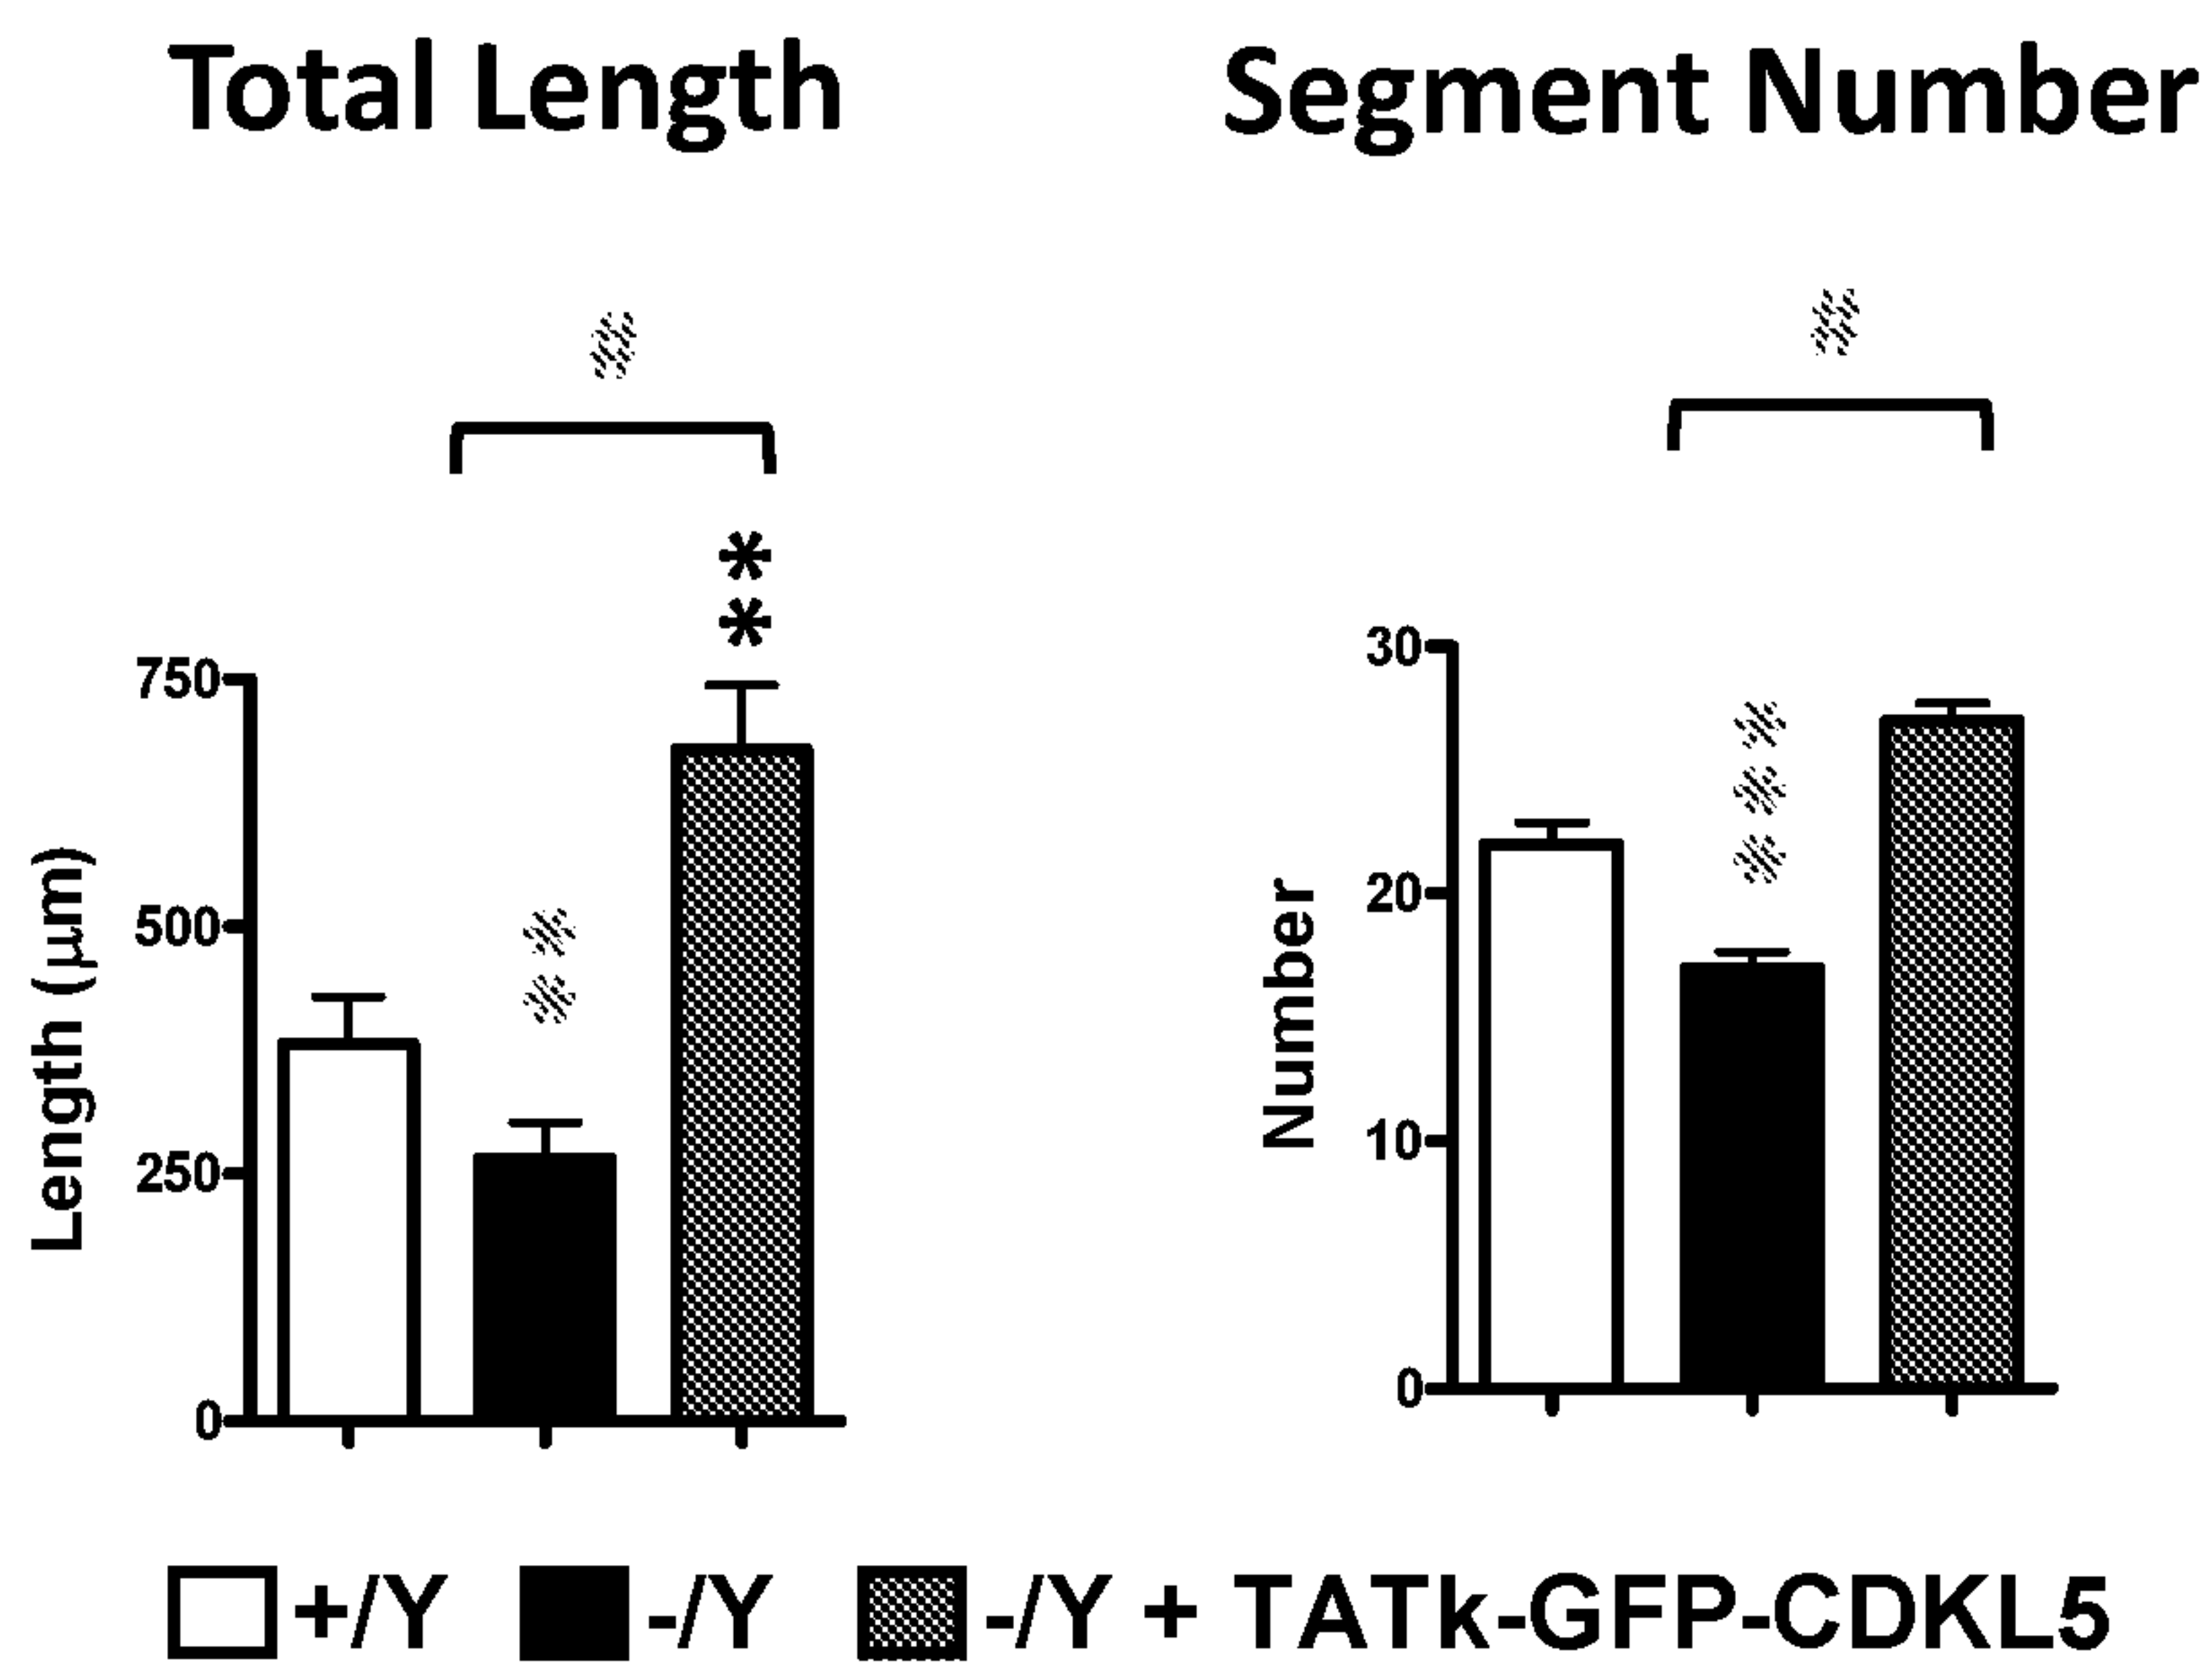 Total Length
Segment Number
#
#
**
***
**
Length (µm)
750
500
250
0
Number
30
20
10
0
+/Y -/Y -/Y + TATk-GFP-CDKL5